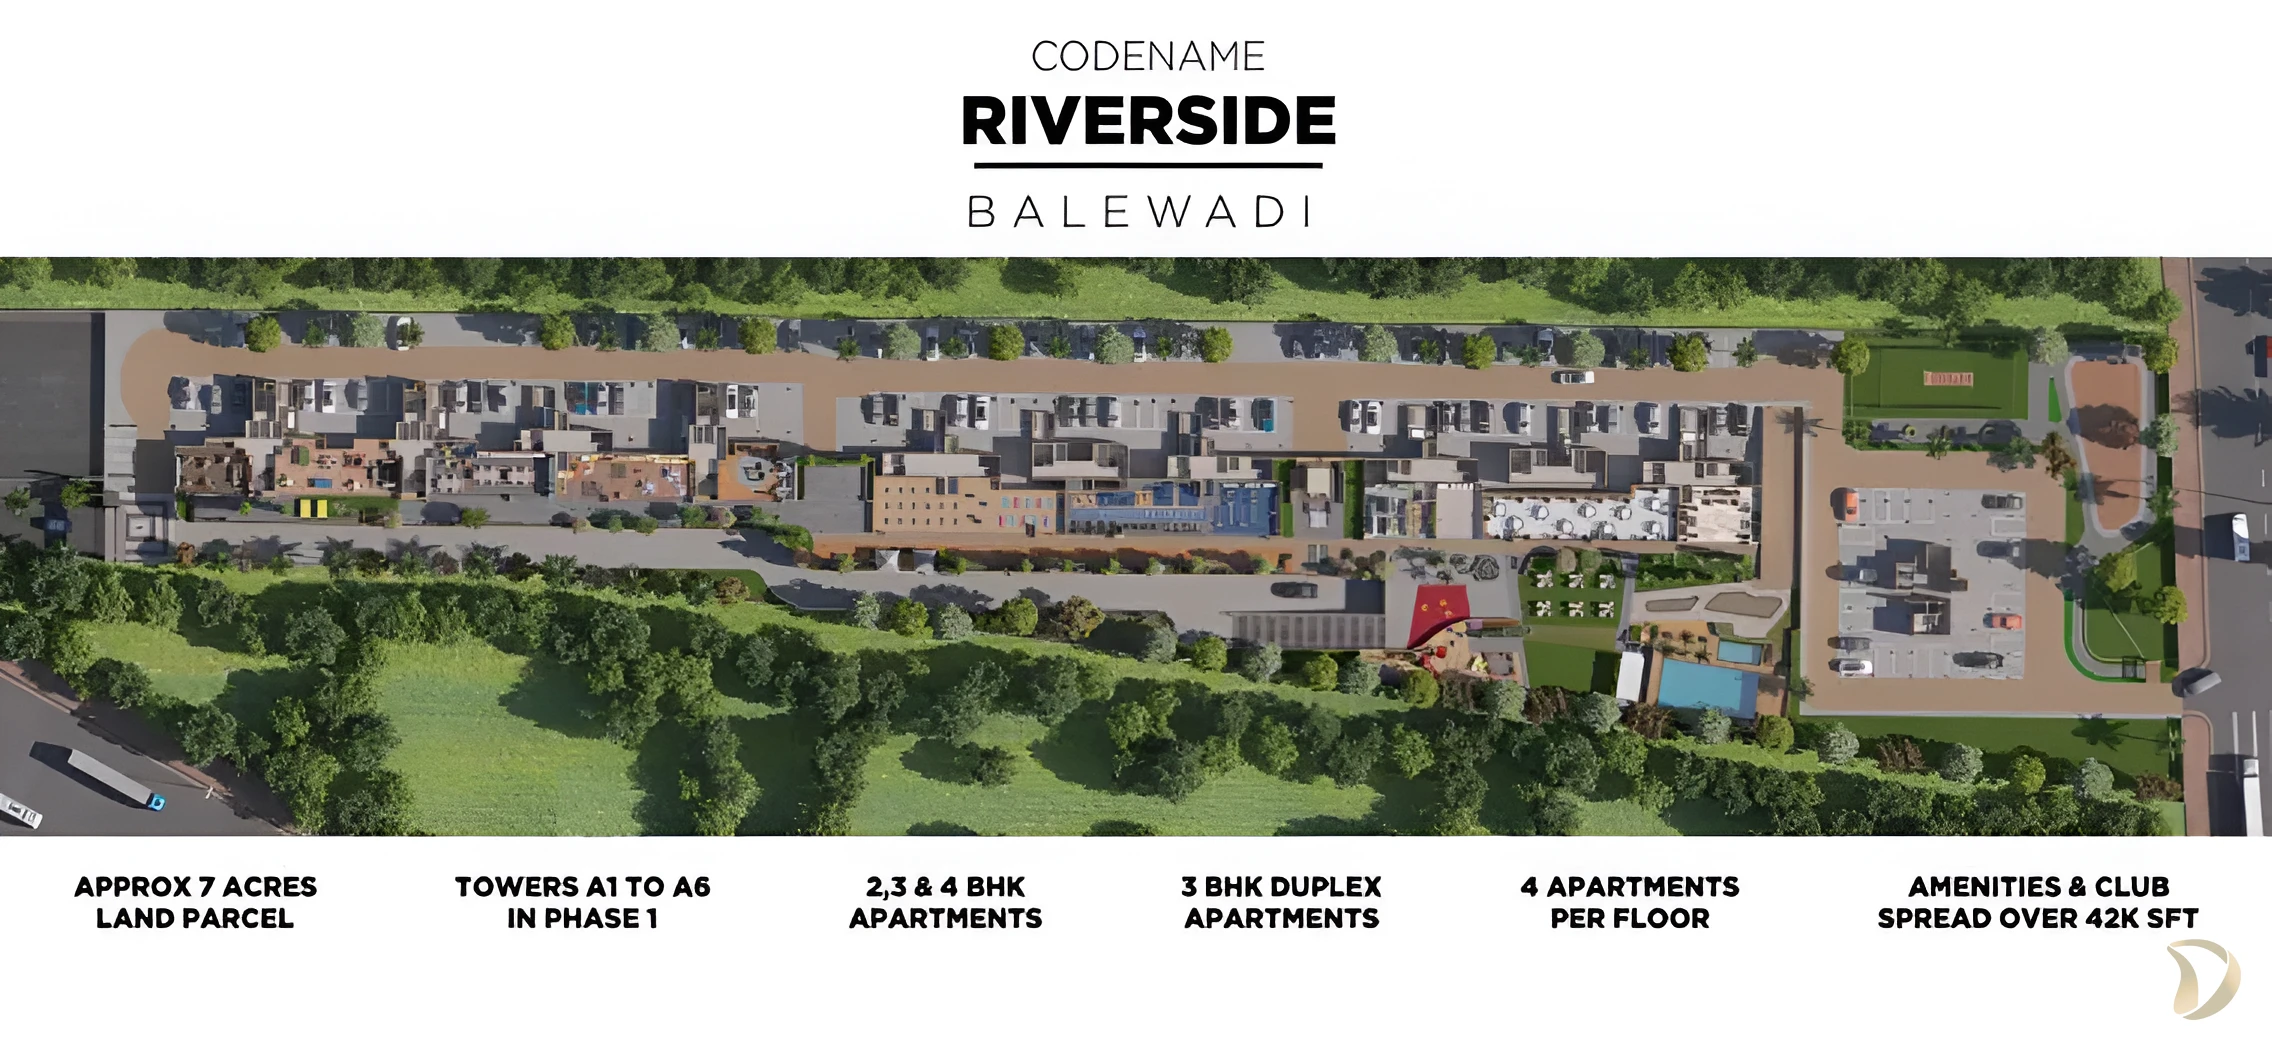 CODENAME
RIVERSIDE
BALEWADI
APPROX 7 ACRES
LAND PARCEL
TOWERS A1 TO A6
IN PHASE 1
2,3 & 4 BHK
APARTMENTS
3 BHK DUPLEX
APARTMENTS
4 APARTMENTS
PER FLOOR
AMENITIES & CLUB
SPREAD OVER 42K SFT